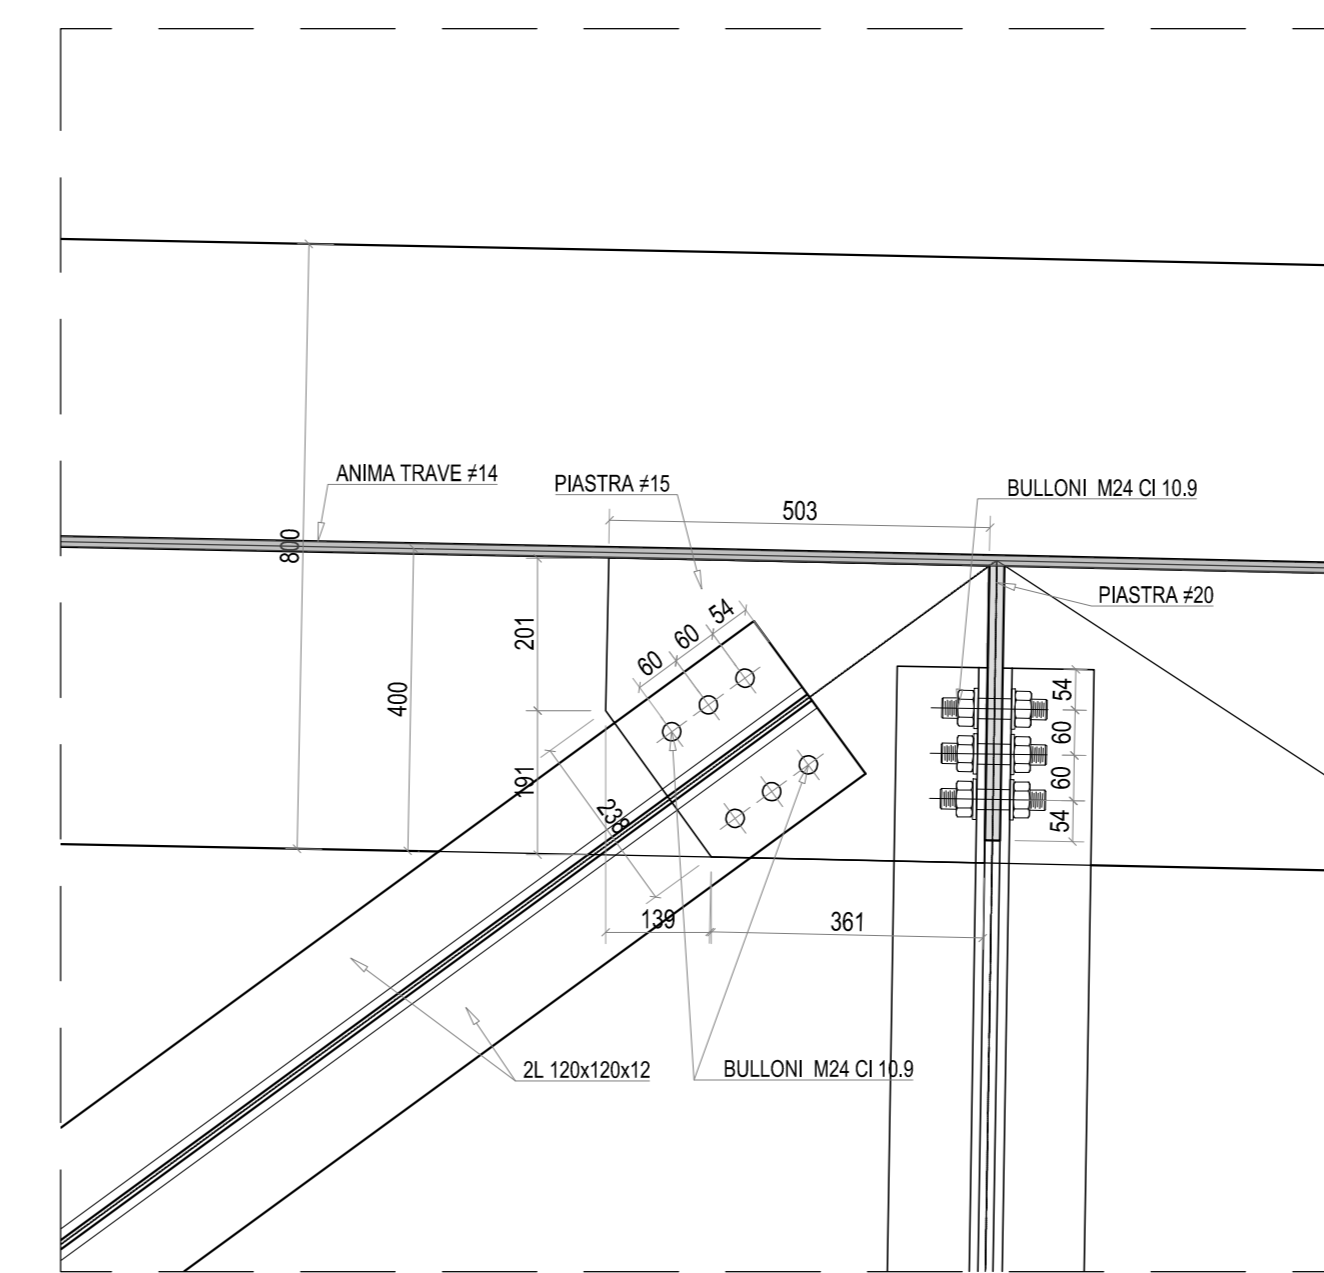 ANIMA TRAVE ≠14
PIASTRA ≠15
BULLONI M24 Cl 10.9
503
800
PIASTRA ≠20
54
60
60
201
400
54
60
60
54
191
238
139
361
2L 120x120x12
BULLONI M24 Cl 10.9